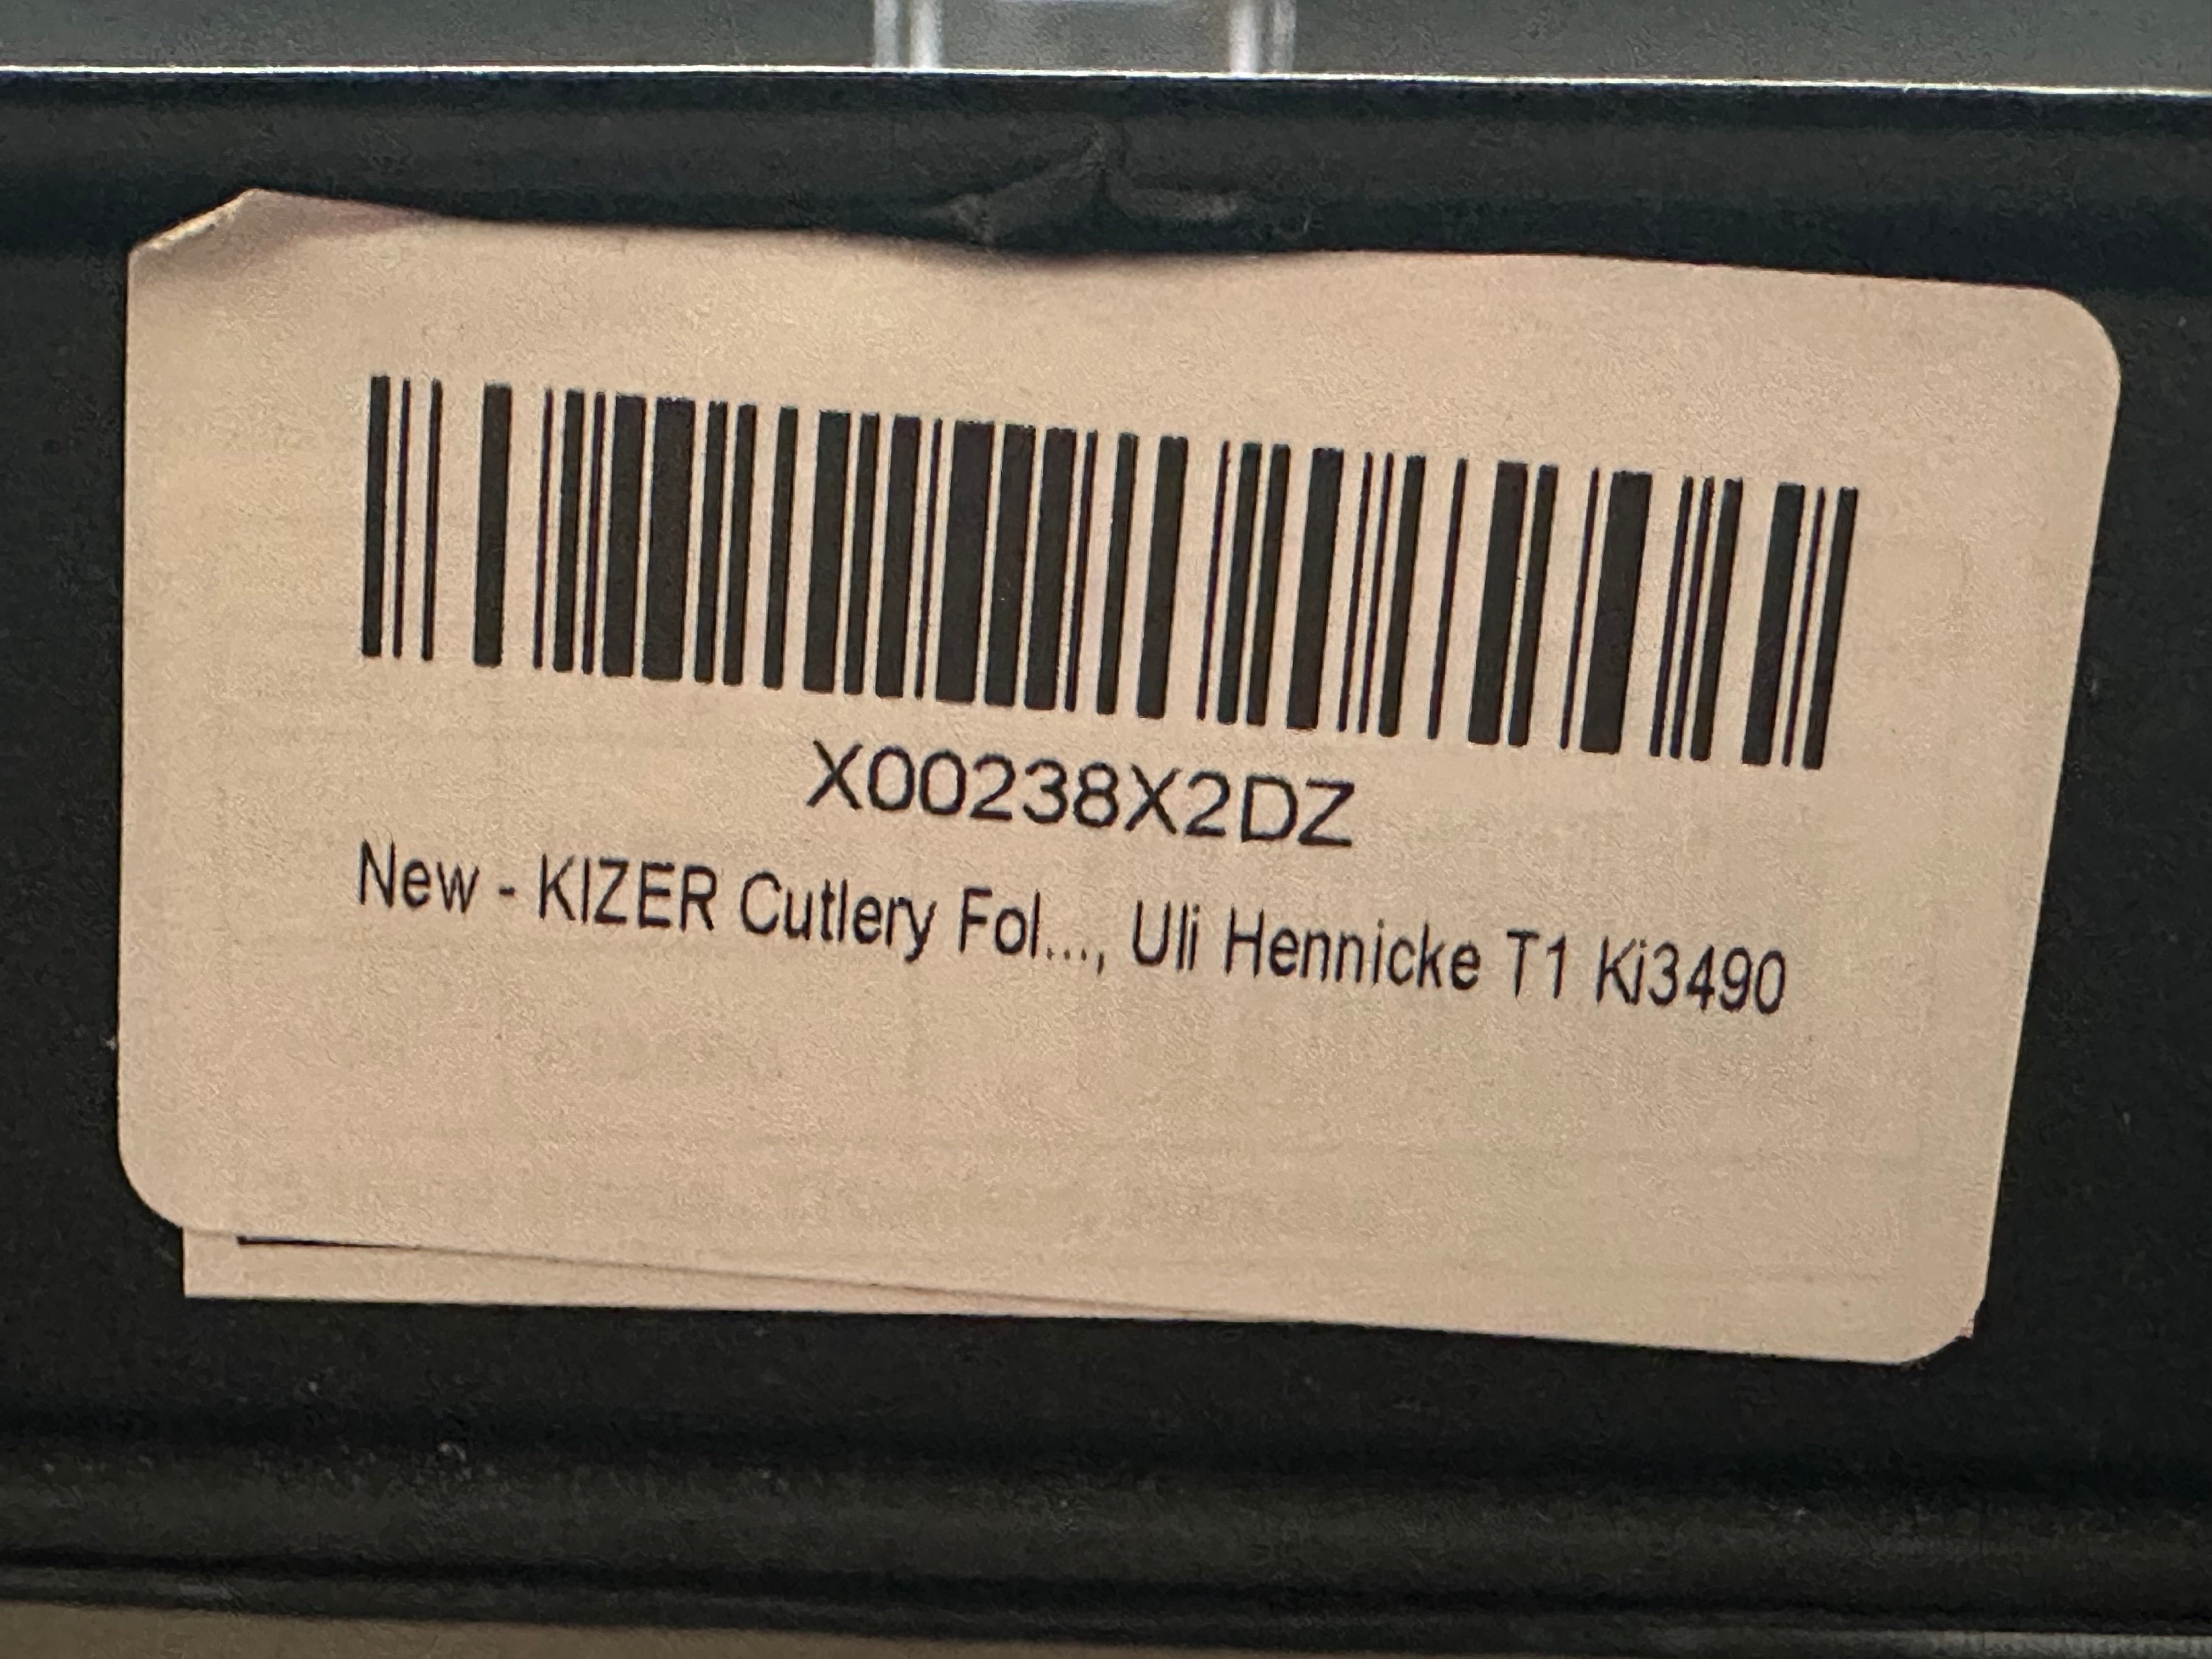 X00238X2DZ
New - KIZER Cutlery Fol..., Uli Hennicke T1 Ki3490